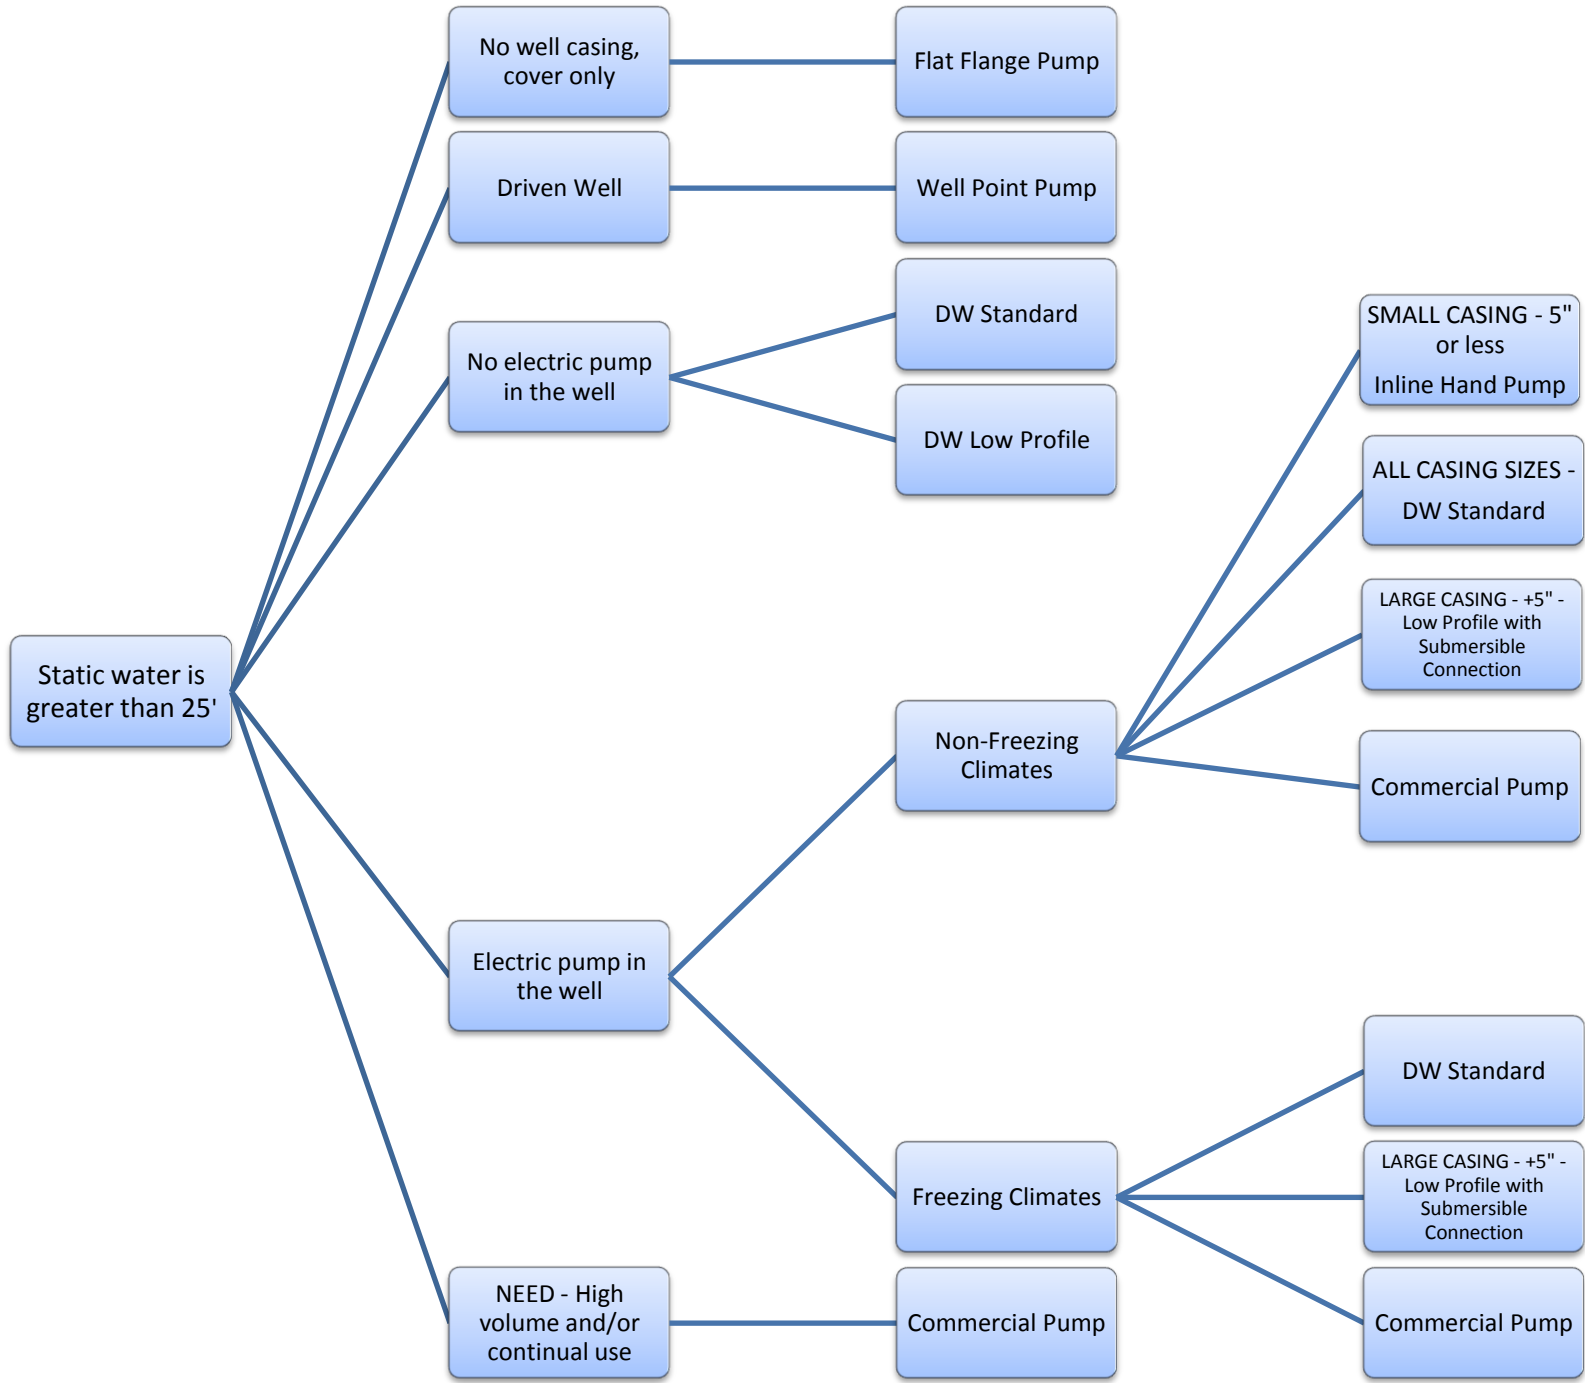 No well casing,
cover only
Flat Flange Pump
Driven Well
Well Point Pump
DW Standard
SMALL CASING - 5"
or less
Inline Hand Pump
No electric pump
in the well
DW Low Profile
ALL CASING SIZES -
DW Standard
LARGE CASING - +5" -
Low Profile with
Submersible
Connection
Static water is
greater than 25'
Non-Freezing
Climates
Commercial Pump
Electric pump in
the well
DW Standard
Freezing Climates
LARGE CASING - +5" -
Low Profile with
Submersible
Connection
NEED - High
volume and/or
continual use
Commercial Pump
Commercial Pump